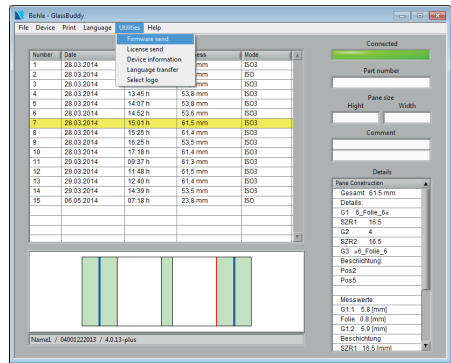 Bohle - GlassBuddy
File Device Print Language Utilities Help
Firmware send
License send
Device information
Language transfer
Select logo
Connected
Number Date ess Mode
1 28.03.2014 mm ISO3
2 28.03.2014 mm ISO
3 28.03.2014 mm ISO3
4 28.03.2014 13:45 h 53,8 mm ISO3
5 28.03.2014 14:07 h 53,8 mm ISO3
6 28.03.2014 14:52 h 53,6 mm ISO3
7 28.03.2014 15:01 h 61,5 mm ISO3
8 28.03.2014 15:25 h 61,4 mm ISO3
9 28.03.2014 16:25 h 53,5 mm ISO3
10 28.03.2014 17:18 h 61,4 mm ISO3
11 29.03.2014 09:37 h 61,3 mm ISO3
12 29.03.2014 11:48 h 61,5 mm ISO3
13 29.03.2014 12:40 h 61,4 mm ISO3
14 29.03.2014 14:39 h 53,5 mm ISO3
15 06.05.2014 07:18 h 23,8 mm ISO
Part number
Pane size
Hight Width
Comment
Details
Pane Construction
Gesamt: 61.5 mm
Details:
G1 6_Folie_6«
SZR1 16.5
G2 4
SZR2 16.5
G3 »6_Folie_6
Beschichtung:
Pos2
Pos5
Messwerte:
G1.1 5.8 [mm]
Folie 0.8 [mm]
G1.2 5.9 [mm]
Beschichtung
SZR1 16.5 [mm]
Name1 / 04001222013 / 4.0.13-plus